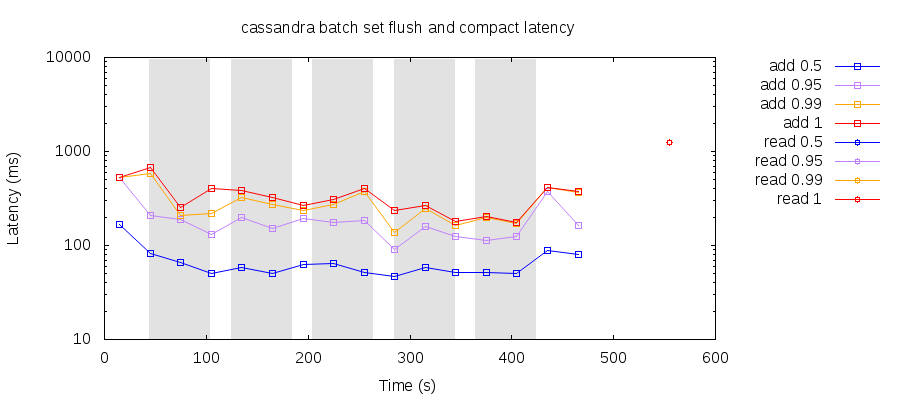 cassandra batch set flush and compact latency
10000
1000
100
10
0 100 200 300 400 500 600
Latency (ms)
Time (s)
add 0.5
add 0.95
add 0.99
add 1
read 0.5
read 0.95
read 0.99
read 1